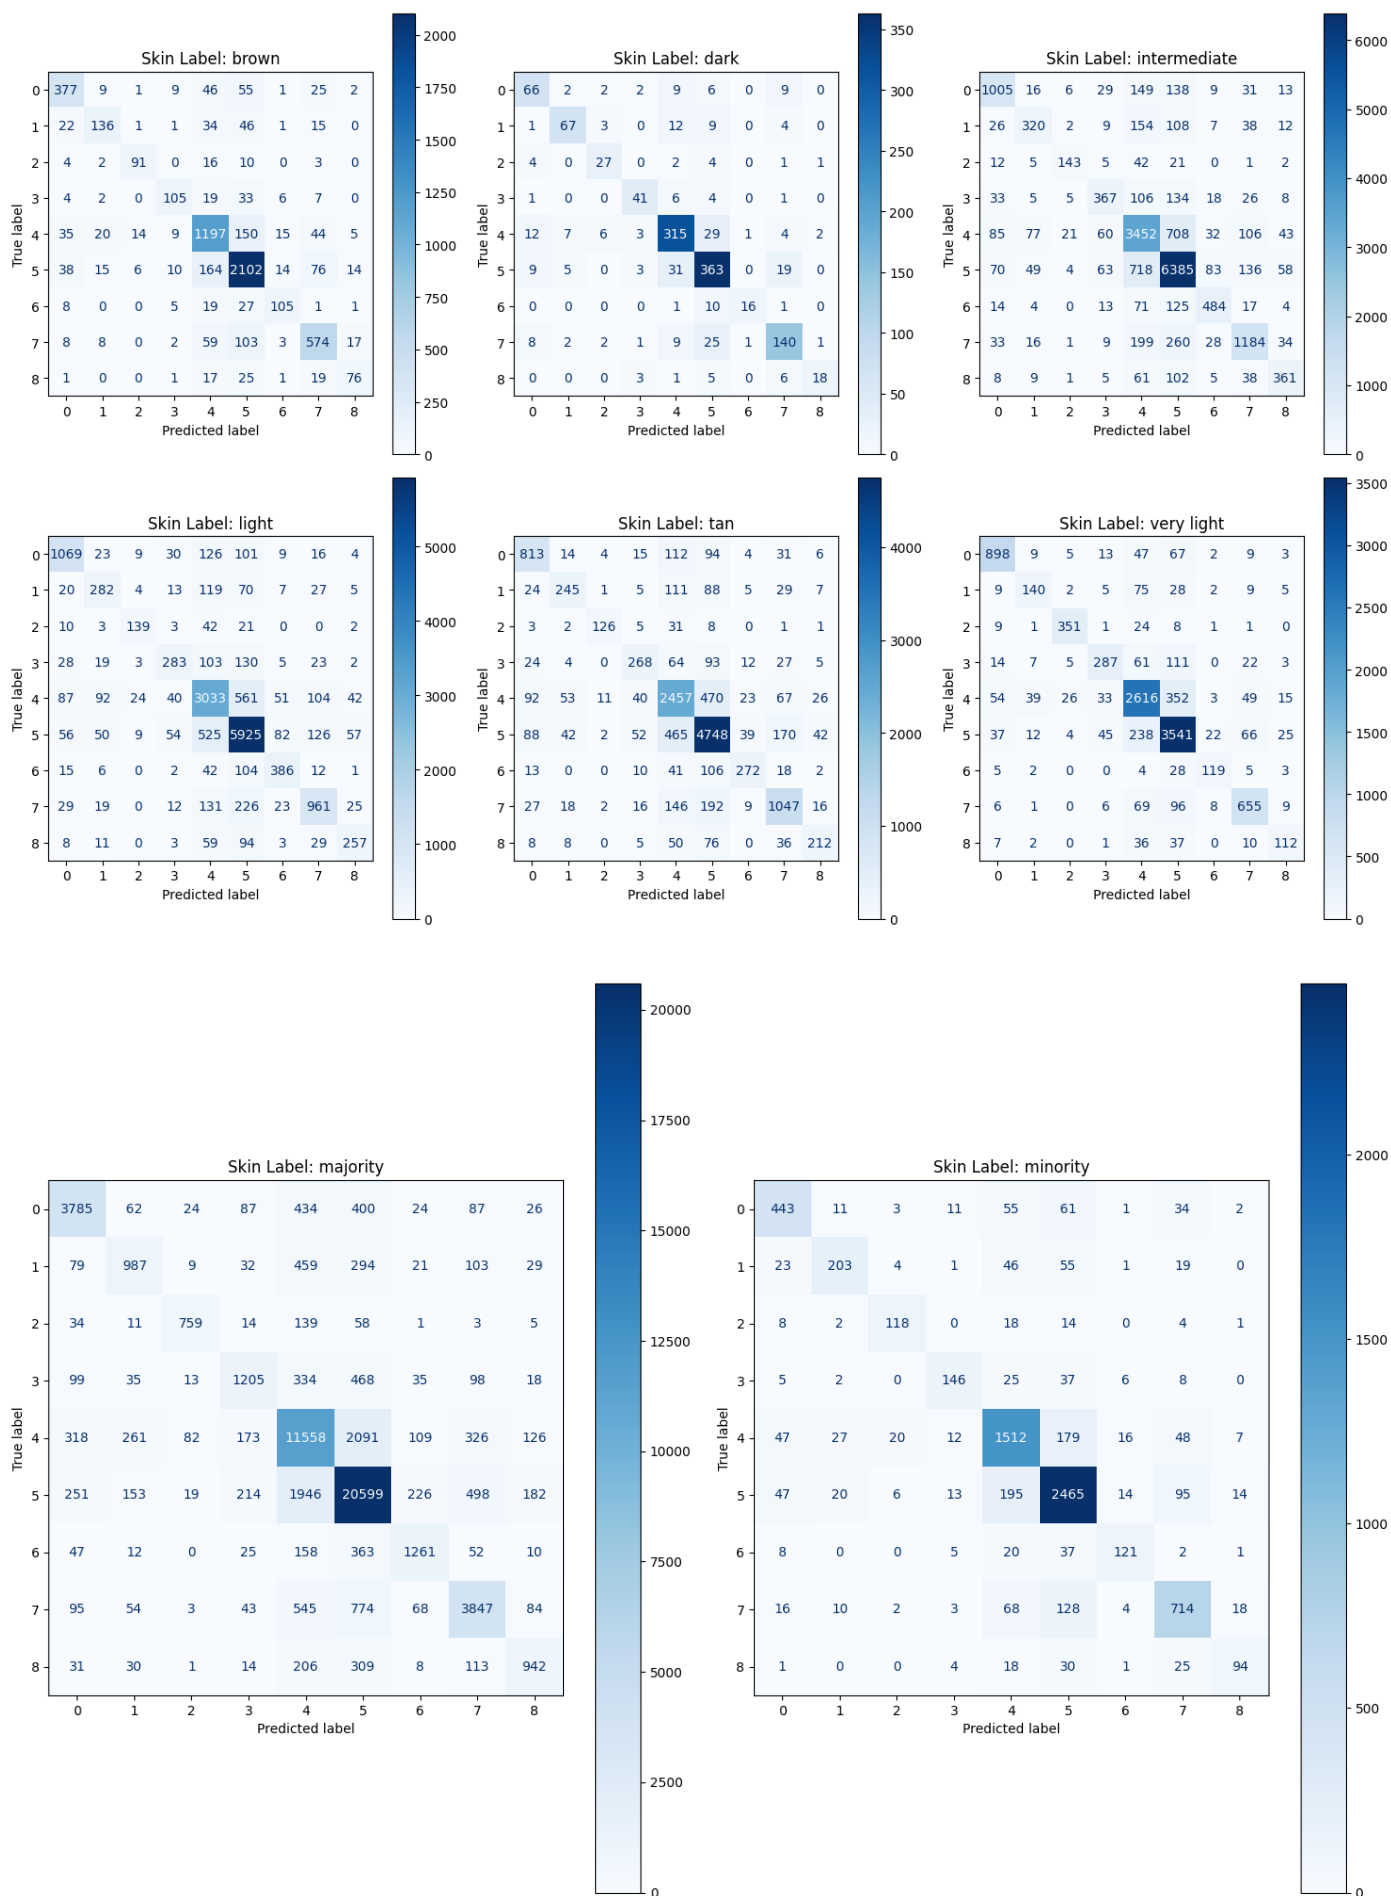 Skin Label: brown
True label
0 377 9 1 9 46 55 1 25 2
1 22 136 1 1 34 46 1 15 0
2 4 2 91 0 16 10 0 3 0
3 4 2 0 105 19 33 6 7 0
4 35 20 14 9 1197 150 15 44 5
5 38 15 6 10 164 2102 14 76 14
6 8 0 0 5 19 27 105 1 1
7 8 8 0 2 59 103 3 574 17
8 1 0 0 1 17 25 1 19 76
0 1 2 3 4 5 6 7 8
Predicted label
2000
1750
1500
1250
1000
750
500
250
0
Skin Label: dark
True label
0 66 2 2 2 9 6 0 9 0
1 1 67 3 0 12 9 0 4 0
2 4 0 27 0 2 4 0 1 1
3 1 0 0 41 6 4 0 1 0
4 12 7 6 3 315 29 1 4 2
5 9 5 0 3 31 363 0 19 0
6 0 0 0 0 1 10 16 1 0
7 8 2 2 1 9 25 1 140 1
8 0 0 0 3 1 5 0 6 18
0 1 2 3 4 5 6 7 8
Predicted label
350
300
250
200
150
100
50
0
Skin Label: intermediate
True label
0 1005 16 6 29 149 138 9 31 13
1 26 320 2 9 154 108 7 38 12
2 12 5 143 5 42 21 0 1 2
3 33 5 5 367 106 134 18 26 8
4 85 77 21 60 3452 708 32 106 43
5 70 49 4 63 718 6385 83 136 58
6 14 4 0 13 71 125 484 17 4
7 33 16 1 9 199 260 28 1184 34
8 8 9 1 5 61 102 5 38 361
0 1 2 3 4 5 6 7 8
Predicted label
6000
5000
4000
3000
2000
1000
0
Skin Label: light
True label
0 1069 23 9 30 126 101 9 16 4
1 20 282 4 13 119 70 7 27 5
2 10 3 139 3 42 21 0 0 2
3 28 19 3 283 103 130 5 23 2
4 87 92 24 40 3033 561 51 104 42
5 56 50 9 54 525 5925 82 126 57
6 15 6 0 2 42 104 386 12 1
7 29 19 0 12 131 226 23 961 25
8 8 11 0 3 59 94 3 29 257
0 1 2 3 4 5 6 7 8
Predicted label
5000
4000
3000
2000
1000
0
Skin Label: tan
True label
0 813 14 4 15 112 94 4 31 6
1 24 245 1 5 111 88 5 29 7
2 3 2 126 5 31 8 0 1 1
3 24 4 0 268 64 93 12 27 5
4 92 53 11 40 2457 470 23 67 26
5 88 42 2 52 465 4748 39 170 42
6 13 0 0 10 41 106 272 18 2
7 27 18 2 16 146 192 9 1047 16
8 8 8 0 5 50 76 0 36 212
0 1 2 3 4 5 6 7 8
Predicted label
4000
3000
2000
1000
0
Skin Label: very light
True label
0 898 9 5 13 47 67 2 9 3
1 9 140 2 5 75 28 2 9 5
2 9 1 351 1 24 8 1 1 0
3 14 7 5 287 61 111 0 22 3
4 54 39 26 33 2616 352 3 49 15
5 37 12 4 45 238 3541 22 66 25
6 5 2 0 0 4 28 119 5 3
7 6 1 0 6 69 96 8 655 9
8 7 2 0 1 36 37 0 10 112
0 1 2 3 4 5 6 7 8
Predicted label
3500
3000
2500
2000
1500
1000
500
0
Skin Label: majority
True label
0 3785 62 24 87 434 400 24 87 26
1 79 987 9 32 459 294 21 103 29
2 34 11 759 14 139 58 1 3 5
3 99 35 13 1205 334 468 35 98 18
4 318 261 82 173 11558 2091 109 326 126
5 251 153 19 214 1946 20599 226 498 182
6 47 12 0 25 158 363 1261 52 10
7 95 54 3 43 545 774 68 3847 84
8 31 30 1 14 206 309 8 113 942
0 1 2 3 4 5 6 7 8
Predicted label
20000
17500
15000
12500
10000
7500
5000
2500
0
Skin Label: minority
True label
0 443 11 3 11 55 61 1 34 2
1 23 203 4 1 46 55 1 19 0
2 8 2 118 0 18 14 0 4 1
3 5 2 0 146 25 37 6 8 0
4 47 27 20 12 1512 179 16 48 7
5 47 20 6 13 195 2465 14 95 14
6 8 0 0 5 20 37 121 2 1
7 16 10 2 3 68 128 4 714 18
8 1 0 0 4 18 30 1 25 94
0 1 2 3 4 5 6 7 8
Predicted label
2000
1500
1000
500
0